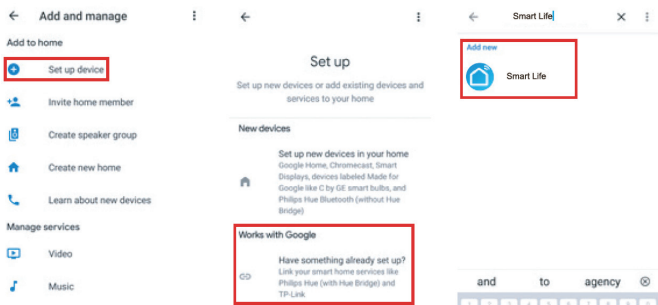 Add and manage
Add to home
Set up device
Invite home member
Create speaker group
Create new home
Learn about new devices
Manage services
Video
Music
Set up
Set up new devices or add existing devices and
services to your home
New devices
Set up new devices in your home
Google Home, Chromecast, Smart
Displays, devices labeled Made for
Google like C by GE smart bulbs, and
Philips Hue Bluetooth (without Hue
Bridge)
Works with Google
Have something already set up?
Link your smart home services like
Philips Hue (with Hue Bridge) and
TP-Link
Smart Life
Add new
Smart Life
and to agency